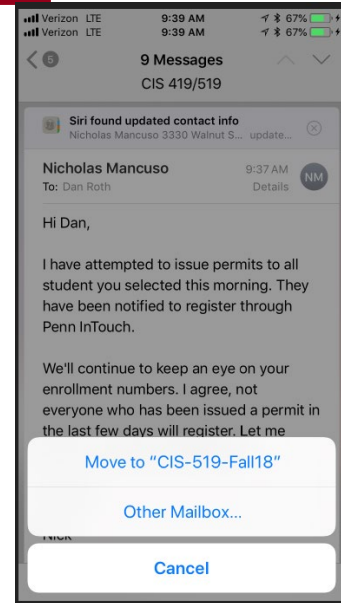 Verizon LTE 9:39 AM 67%
Verizon LTE 9:39 AM 67%
5 9 Messages
CIS 419/519
Siri found updated contact info
Nicholas Mancuso 3330 Walnut S... update...
Nicholas Mancuso 9:37 AM NM
To: Dan Roth Details
Hi Dan,
I have attempted to issue permits to all
student you selected this morning. They
have been notified to register through
Penn InTouch.
We'll continue to keep an eye on your
enrollment numbers. I agree, not
everyone who has been issued a permit in
the last few days will register. Let me
Move to “CIS-519-Fall18”
Other Mailbox...
Nick
Cancel